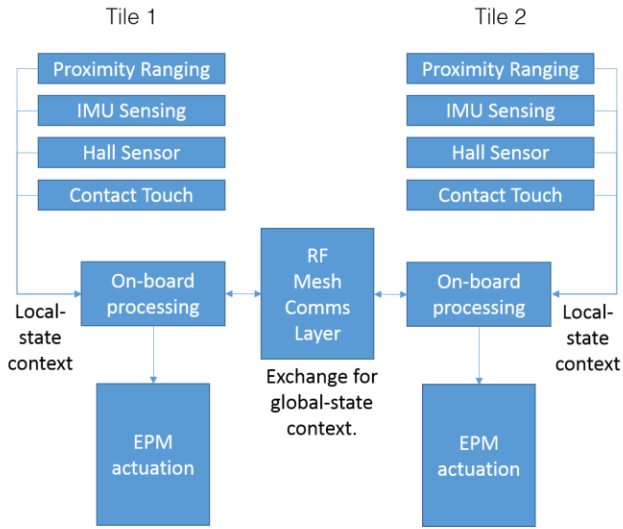 Tile 1
Tile 2
Proximity Ranging
IMU Sensing
Hall Sensor
Contact Touch
Proximity Ranging
IMU Sensing
Hall Sensor
Contact Touch
On-board
processing
Local-
state
context
RF
Mesh
Comms
Layer
Exchange for
global-state
context.
On-board
processing
Local-
state
context
EPM
actuation
EPM
actuation